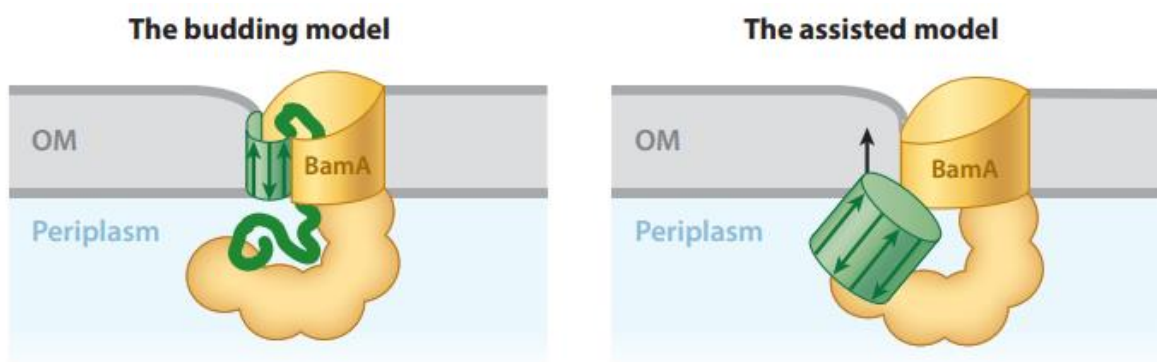 The budding model
OM
BamA
Periplasm
The assisted model
OM
BamA
Periplasm